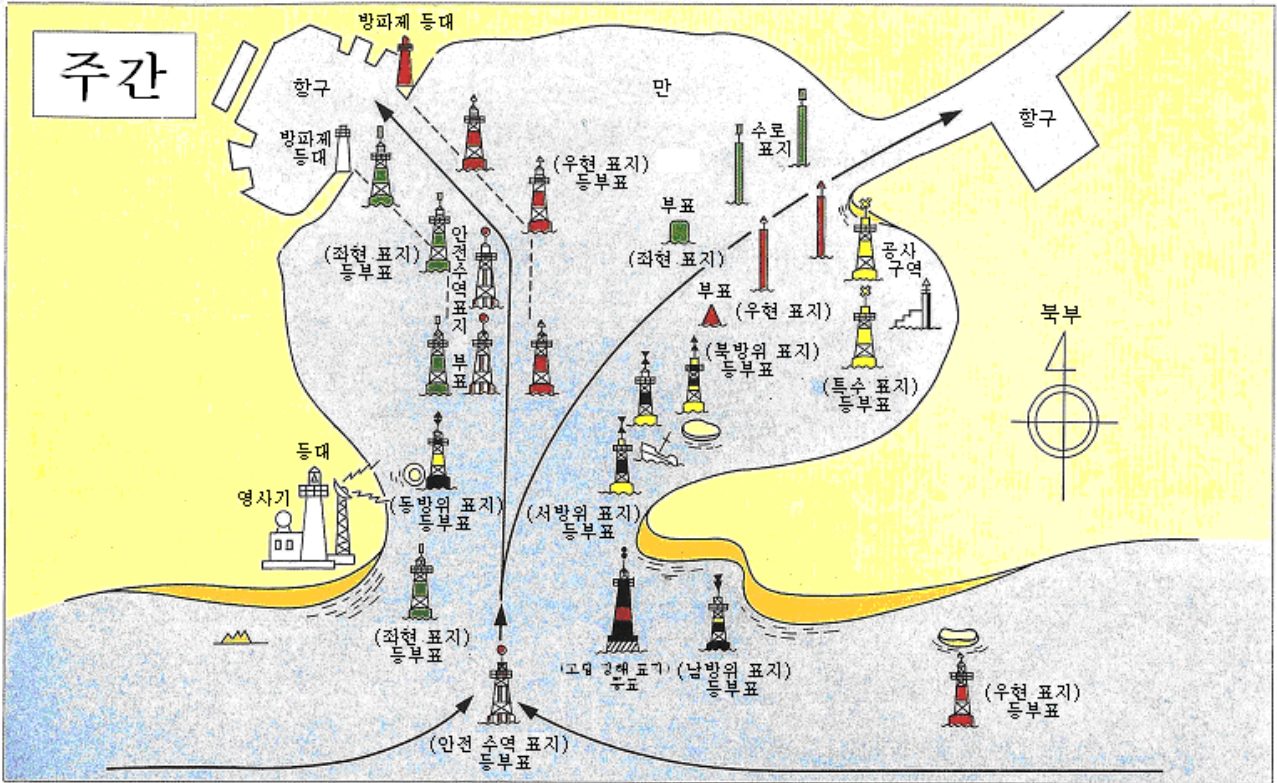 주간
방파제 등대
항구
만
방파제
등대
수로
표지
항구
(우현 표지)
등부표
부표
(좌현 표지)
(좌현 표지)
등부표
안전수역표지
부표
공사
구역
부표
(우현 표지)
북부
(북방위 표지)
등부표
(특수 표지)
등부표
등대
영사기
(동방위 표지)
등부표
(서방위 표지)
등부표
(좌현 표지)
등부표
표지)
등표
(남방위 표지)
등부표
(우현 표지)
등부표
(안전 수역 표지)
등부표